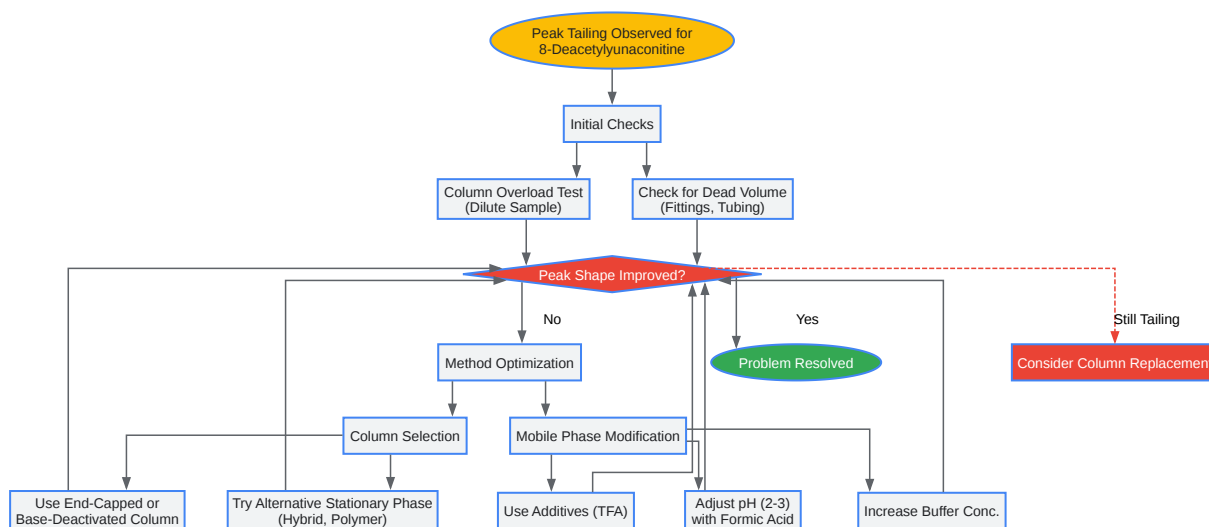 Peak Tailing Observed for
8-Deacetylyunaconitine
Initial Checks
Column Overload Test
(Dilute Sample)
Check for Dead Volume
(Fittings, Tubing)
Peak Shape Improved?
No
Yes
Still Tailing
Method Optimization
Problem Resolved
Consider Column Replacement
Column Selection
Mobile Phase Modification
Use End-Capped or
Base-Deactivated Column
Try Alternative Stationary Phase
(Hybrid, Polymer)
Use Additives (TFA)
Adjust pH (2-3)
with Formic Acid
Increase Buffer Conc.